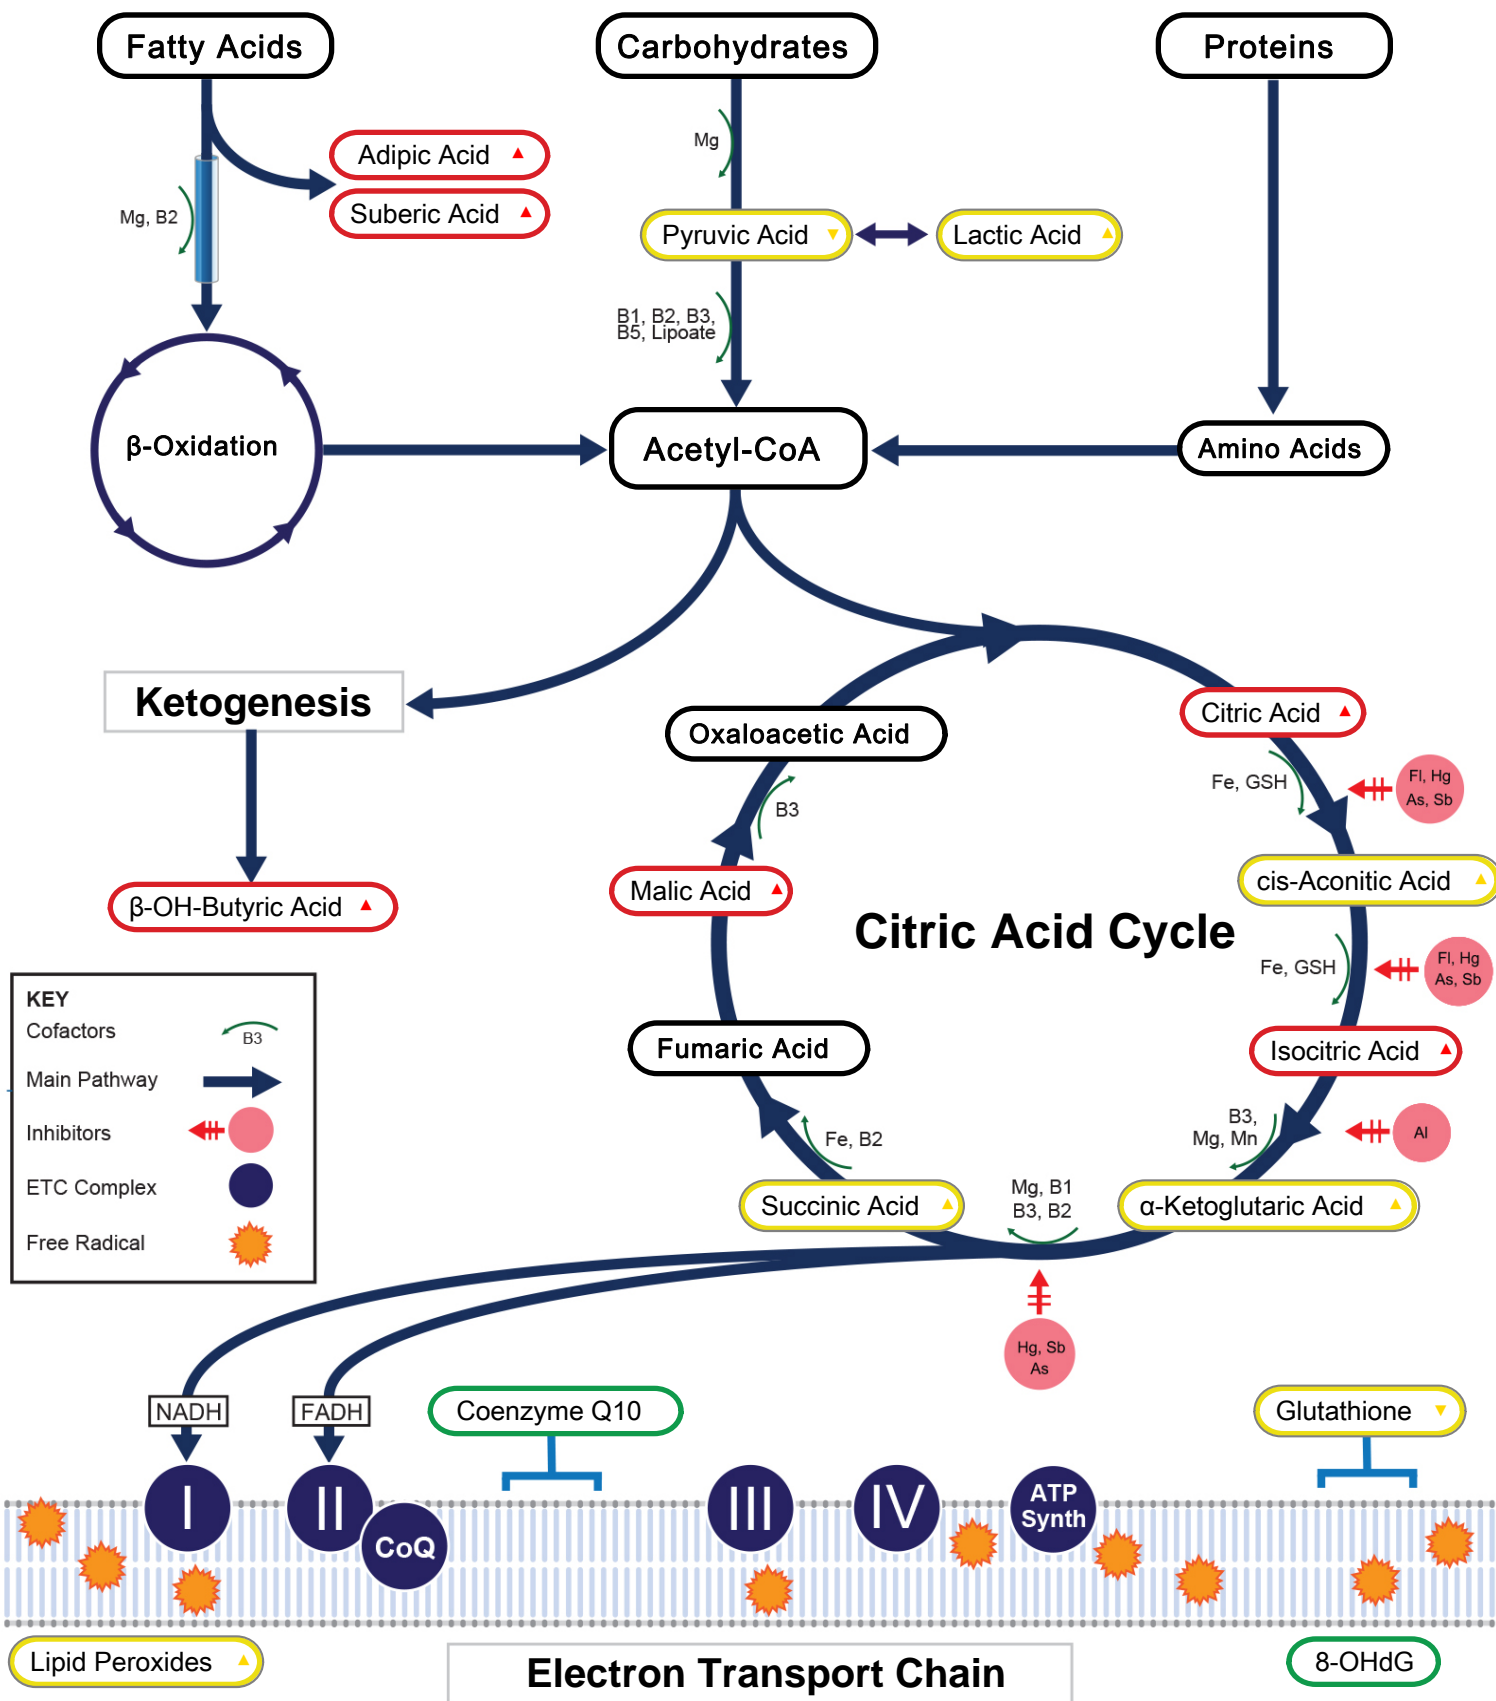 Fatty Acids
Carbohydrates
Proteins
Adipic Acid ▲
Suberic Acid ▲
Mg, B2
Mg
Pyruvic Acid ▼
Lactic Acid ▲
B1, B2, B3,
B5, Lipoate
β-Oxidation
Acetyl-CoA
Amino Acids
Ketogenesis
β-OH-Butyric Acid ▲
Oxaloacetic Acid
Citric Acid ▲
Fe, GSH
Fl, Hg
As, Sb
B3
Malic Acid ▲
cis-Aconitic Acid ▲
Citric Acid Cycle
Fe, GSH
Fl, Hg
As, Sb
Fumaric Acid
Isocitric Acid ▲
B3,
Mg, Mn
Al
Fe, B2
Succinic Acid ▲
Mg, B1
B3, B2
α-Ketoglutaric Acid ▲
Hg, Sb
As
KEY
Cofactors
B3
Main Pathway
Inhibitors
ETC Complex
Free Radical
NADH
FADH
Coenzyme Q10
Glutathione ▼
I
II
CoQ
III
IV
ATP
Synth
Lipid Peroxides ▲
Electron Transport Chain
8-OHdG